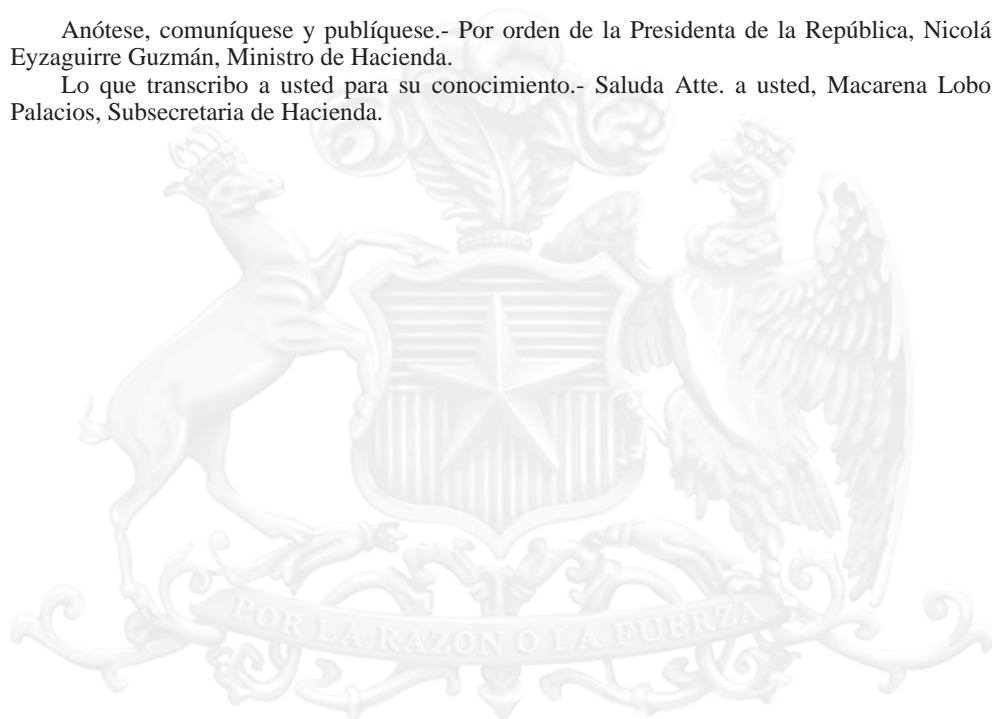 Anótese, comuníquese y publíquese.- Por orden de la Presidenta de la República, Nicolá
Eyzaguirre Guzmán, Ministro de Hacienda.
Lo que transcribo a usted para su conocimiento.- Saluda Atte. a usted, Macarena Lobo
Palacios, Subsecretaria de Hacienda.
POR LA RAZON O LA FUERZA